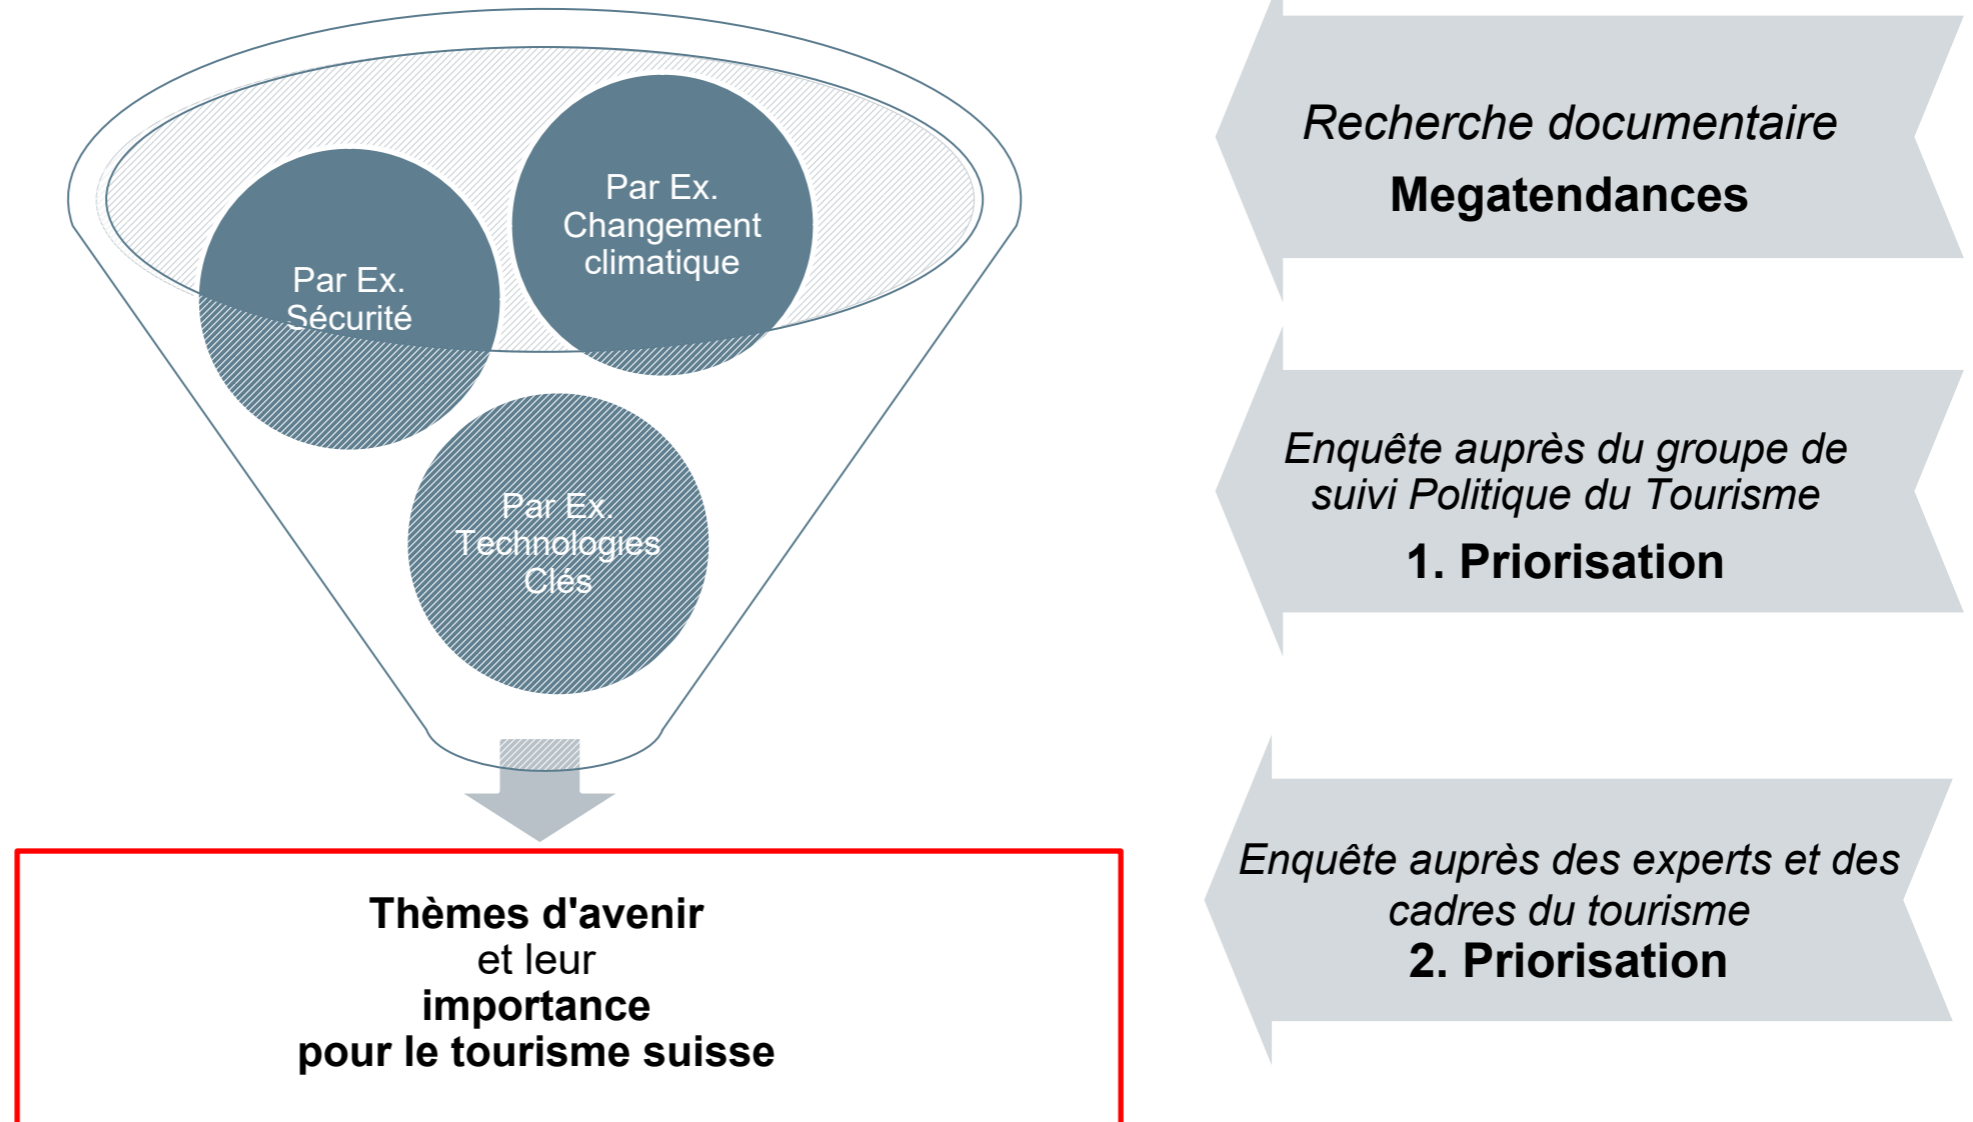 Par Ex.
Changement
climatique
Par Ex.
Sécurité
Par Ex.
Technologies
Clés
Thèmes d'avenir
et leur
importance
pour le tourisme suisse
Recherche documentaire
Megatendances
Enquête auprès du groupe de
suivi Politique du Tourisme
1. Priorisation
Enquête auprès des experts et des
cadres du tourisme
2. Priorisation